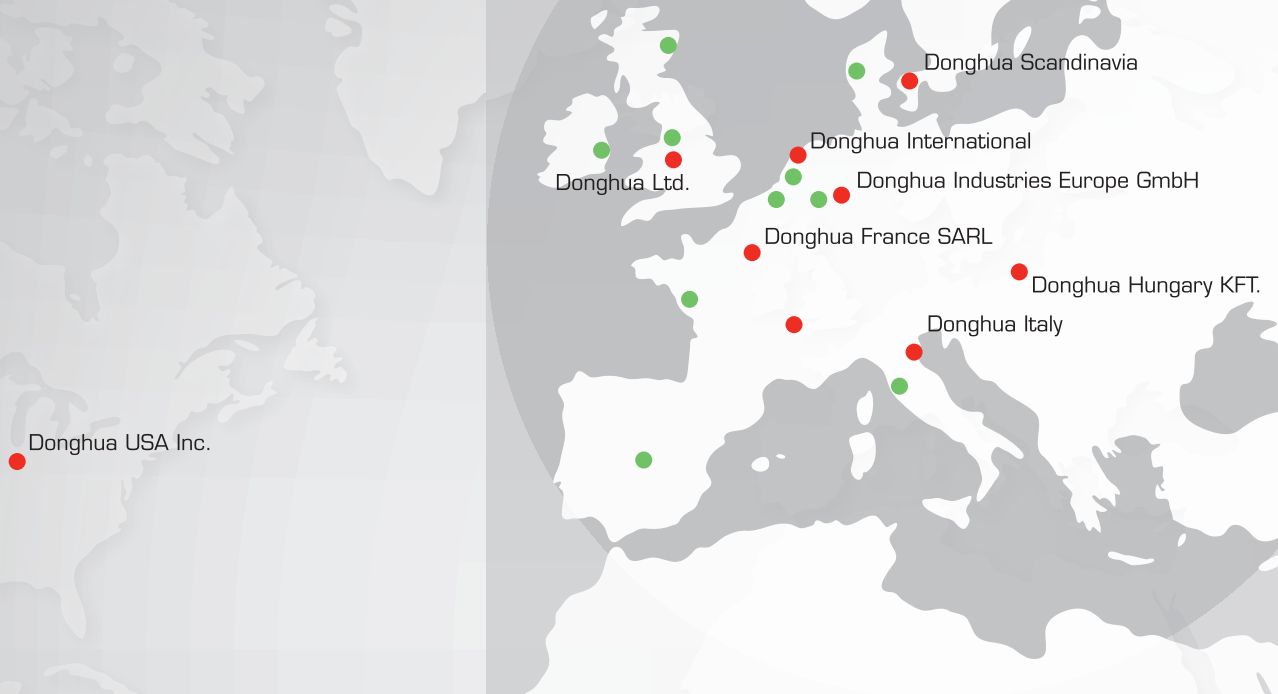 Donghua Scandinavia
Donghua International
Donghua Ltd.
Donghua Industries Europe GmbH
Donghua France SARL
Donghua Hungary KFT.
Donghua Italy
Donghua USA Inc.